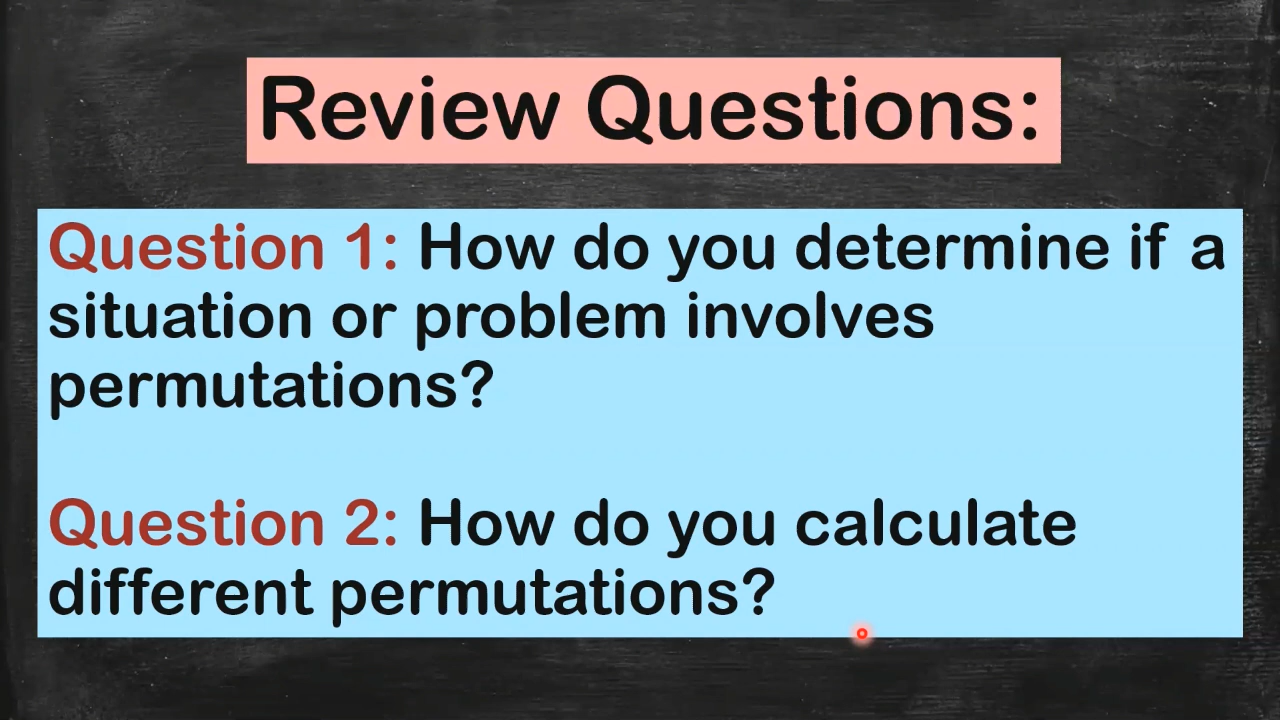 Review Questions:
Question 1: How do you determine if a
situation or problem involves
permutations?
Question 2: How do you calculate
different permutations?